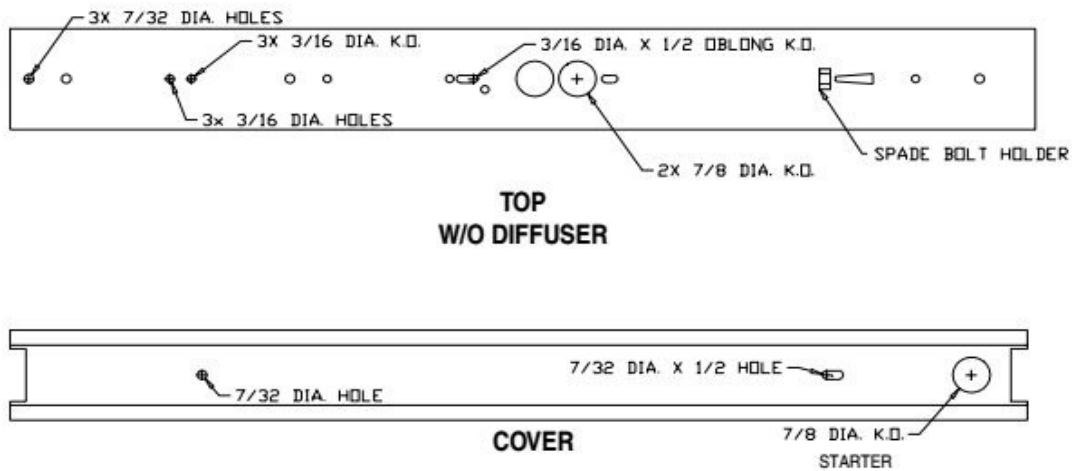 3X 7/32 DIA. HOLES
3X 3/16 DIA. K.O.
3/16 DIA. X 1/2 OBLONG K.O.
3x 3/16 DIA. HOLES
SPADE BOLT HOLDER
2X 7/8 DIA. K.O.
TOP
W/O DIFFUSER
7/32 DIA. X 1/2 HOLE
7/32 DIA. HOLE
7/8 DIA. K.O.
STARTER
COVER